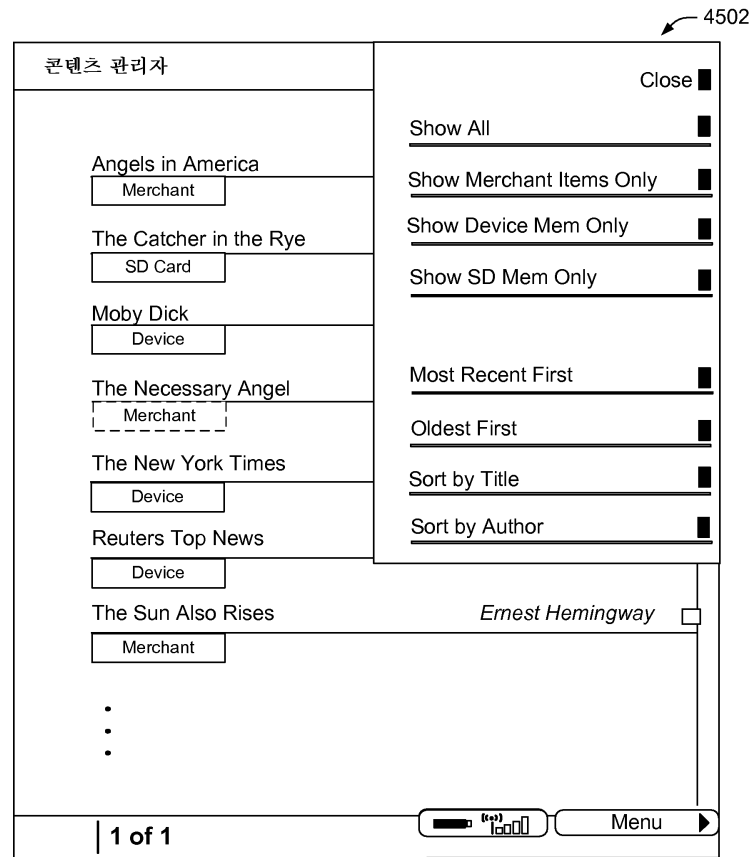 4502
콘텐츠 관리자
Close
Show All
Show Merchant Items Only
Show Device Mem Only
Show SD Mem Only
Most Recent First
Oldest First
Sort by Title
Sort by Author
Angels in America
Merchant
The Catcher in the Rye
SD Card
Moby Dick
Device
The Necessary Angel
Merchant
The New York Times
Device
Reuters Top News
Device
The Sun Also Rises Ernest Hemingway
Merchant
1 of 1
Menu